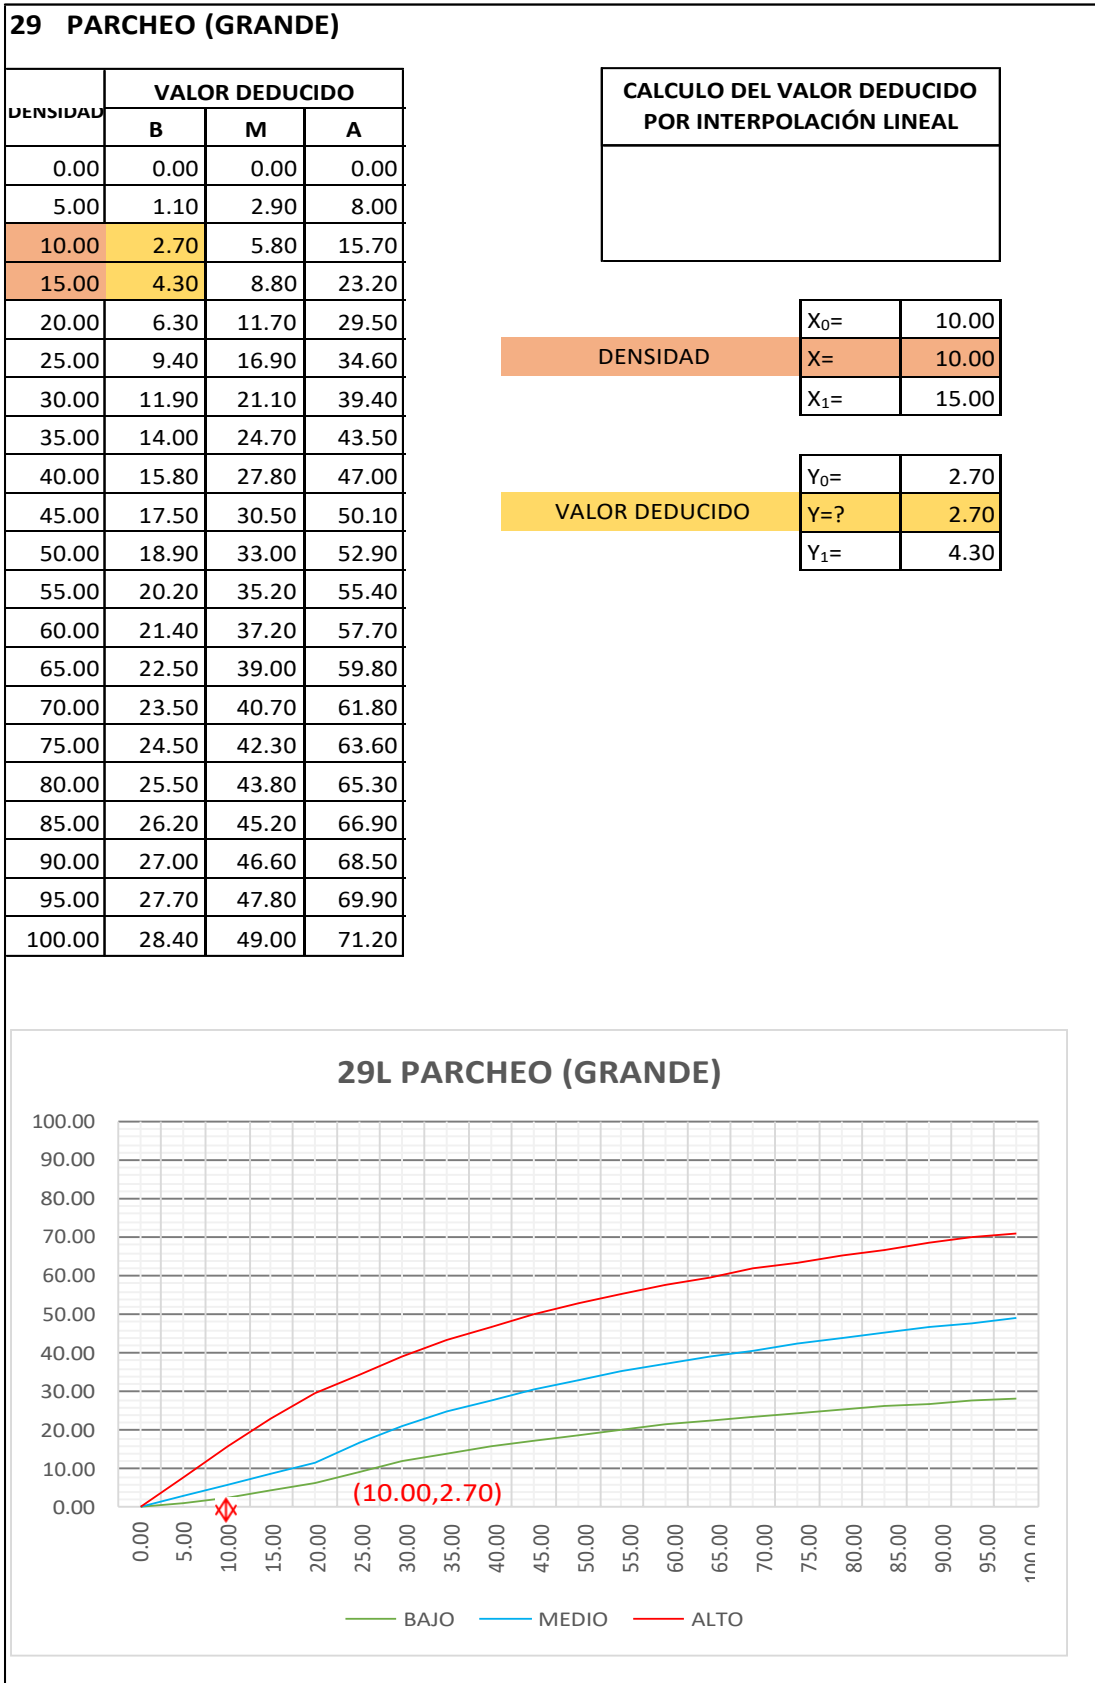 29 PARCHEO (GRANDE)
DENSIDAD VALOR DEDUCIDO
B M A
0.00 0.00 0.00 0.00
5.00 1.10 2.90 8.00
10.00 2.70 5.80 15.70
15.00 4.30 8.80 23.20
20.00 6.30 11.70 29.50
25.00 9.40 16.90 34.60
30.00 11.90 21.10 39.40
35.00 14.00 24.70 43.50
40.00 15.80 27.80 47.00
45.00 17.50 30.50 50.10
50.00 18.90 33.00 52.90
55.00 20.20 35.20 55.40
60.00 21.40 37.20 57.70
65.00 22.50 39.00 59.80
70.00 23.50 40.70 61.80
75.00 24.50 42.30 63.60
80.00 25.50 43.80 65.30
85.00 26.20 45.20 66.90
90.00 27.00 46.60 68.50
95.00 27.70 47.80 69.90
100.00 28.40 49.00 71.20
CALCULO DEL VALOR DEDUCIDO
POR INTERPOLACIÓN LINEAL
X₀= 10.00
DENSIDAD X= 10.00
X₁= 15.00
Y₀= 2.70
VALOR DEDUCIDO Y=? 2.70
Y₁= 4.30
29L PARCHEO (GRANDE)
100.00
90.00
80.00
70.00
60.00
50.00
40.00
30.00
20.00
10.00
0.00
(10.00,2.70)
0.00 5.00 10.00 15.00 20.00 25.00 30.00 35.00 40.00 45.00 50.00 55.00 60.00 65.00 70.00 75.00 80.00 85.00 90.00 95.00 100.00
BAJO MEDIO ALTO